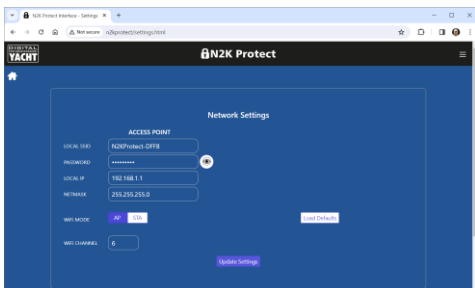 N2K Protect Interface - Settings
Not secure n2kprotect/settings.html
DIGITAL
YACHT
N2K Protect
Network Settings
ACCESS POINT
LOCAL SSID N2KProtect-DFF8
PASSWORD •••••••••
LOCAL IP 192.168.1.1
NETMASK 255.255.255.0
WIFI MODE AP STA Load Defaults
WIFI CHANNEL 6
Update Settings